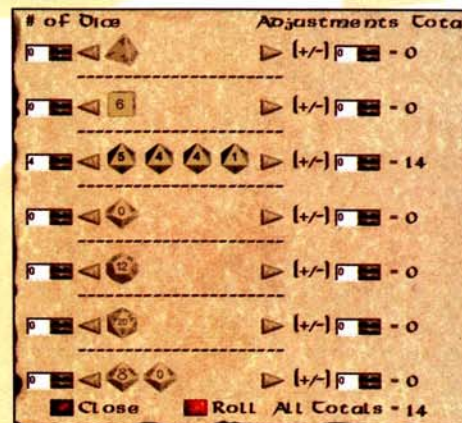 # of Dice Adjustments Tota
0 (+/-) 0 = 0
0 6 (+/-) 0 = 0
4 5 4 4 1 (+/-) 0 = 14
0 0 (+/-) 0 = 0
0 12 (+/-) 0 = 0
0 20 (+/-) 0 = 0
0 8 0 (+/-) 0 = 0
Close Roll All Totals = 14